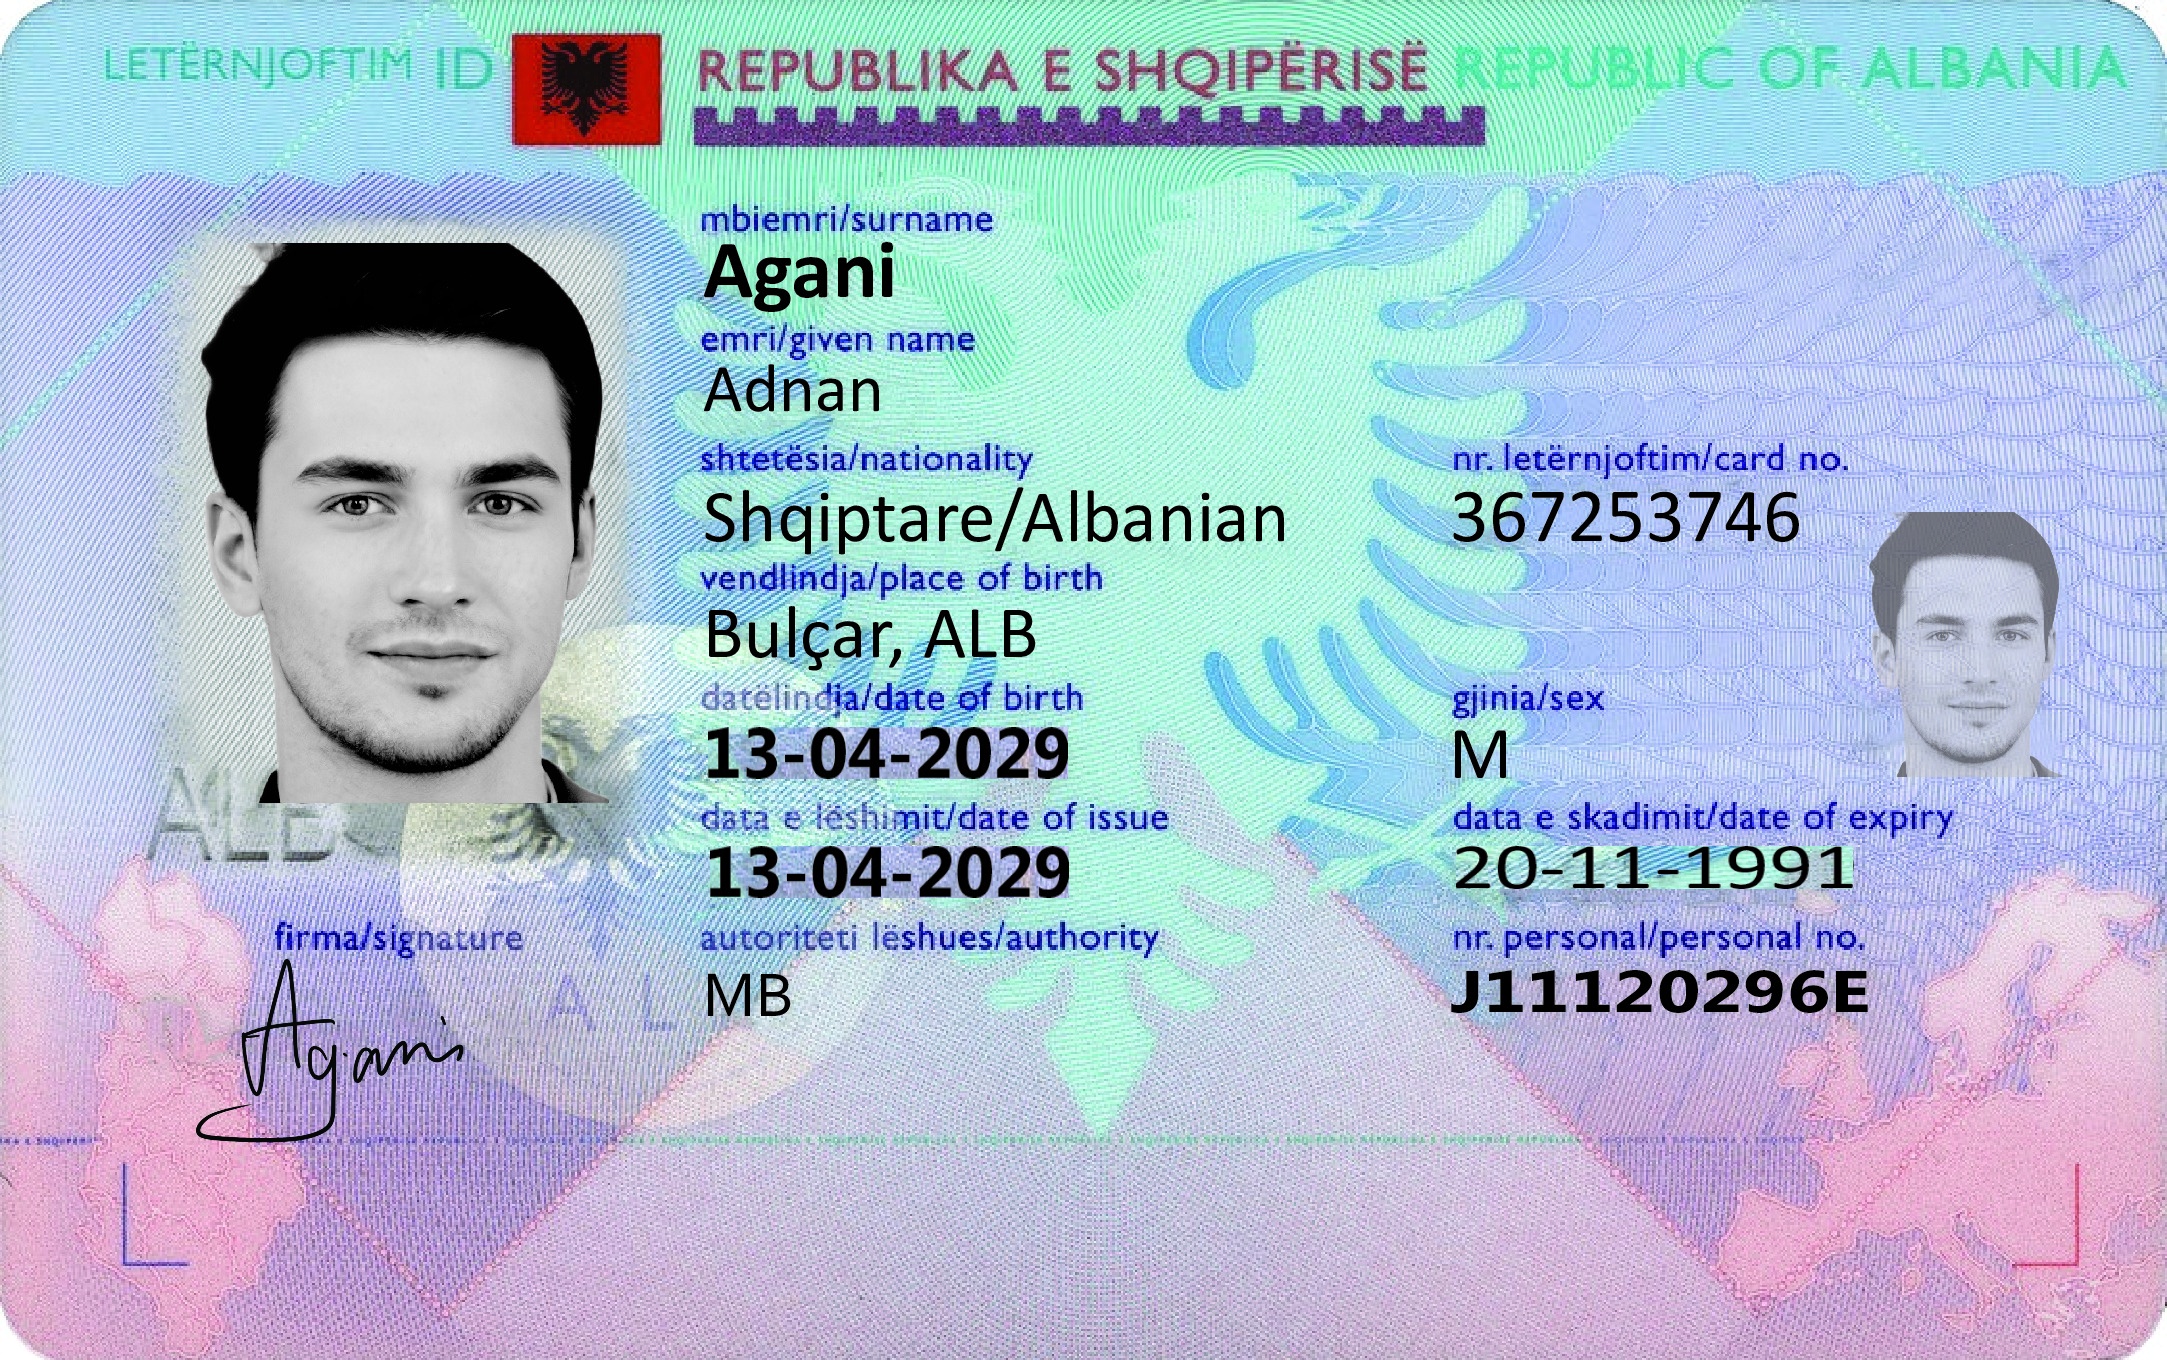 LETËRNJOFTIM ID REPUBLIKA E SHQIPËRISË REPUBLIC OF ALBANIA
mbiemri/surname
Agani
emri/given name
Adnan
shtetësia/nationality nr. letërnjoftim/card no.
Shqiptare/Albanian 367253746
vendlindja/place of birth
Bulçar, ALB
datëlindja/date of birth gjinia/sex
13-04-2029 M
data e lëshimit/date of issue data e skadimit/date of expiry
13-04-2029 20-11-1991
ALB
firma/signature autoriteti lëshues/authority nr. personal/personal no.
Agani MB J11120296E
A L